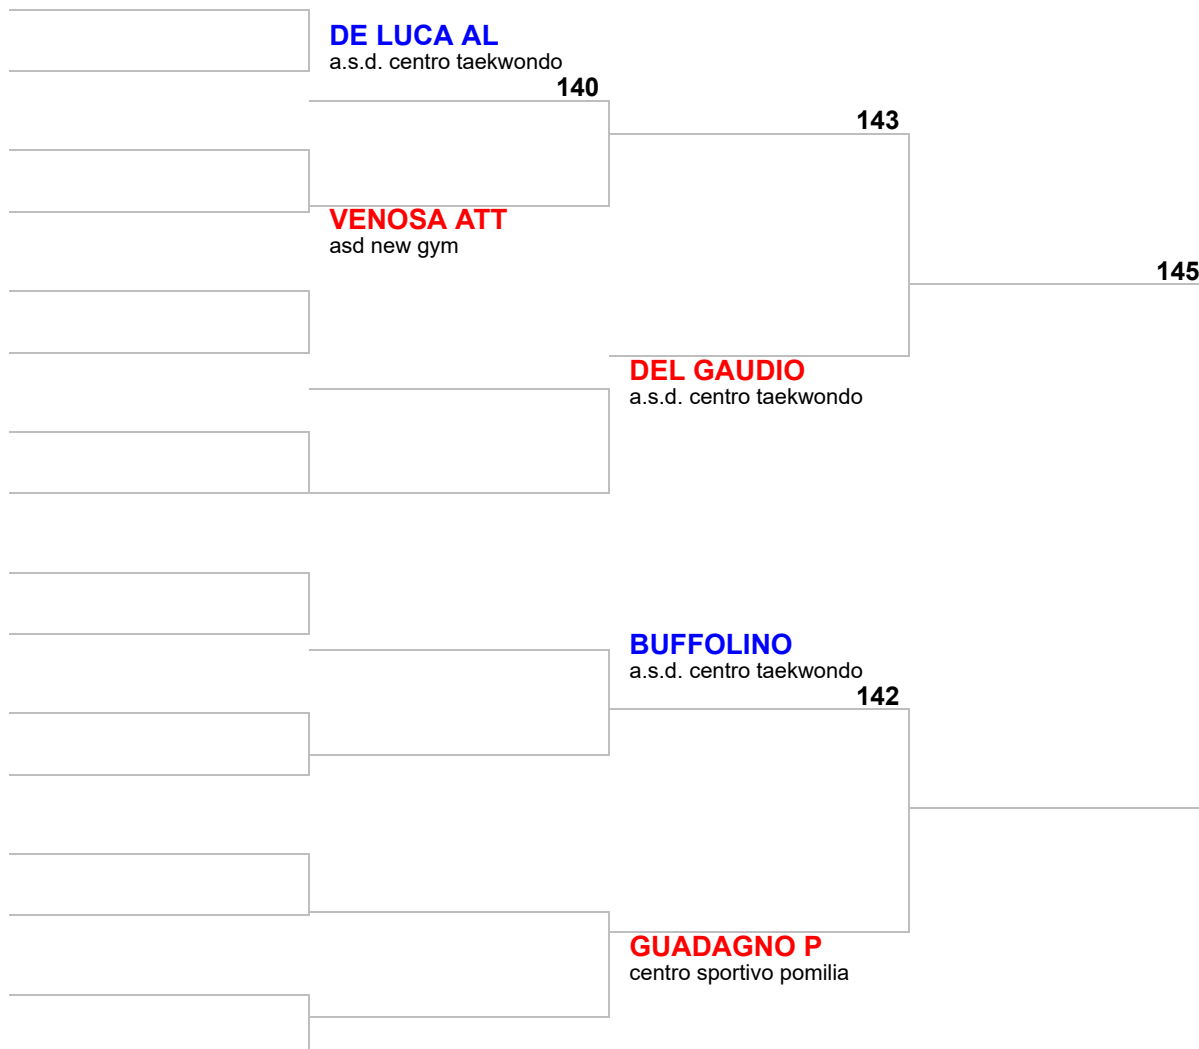 DE LUCA AL
a.s.d. centro taekwondo
140
143
VENOSA ATT
asd new gym
145
DEL GAUDIO
a.s.d. centro taekwondo
BUFFOLINO
a.s.d. centro taekwondo
142
GUADAGNO P
centro sportivo pomilia